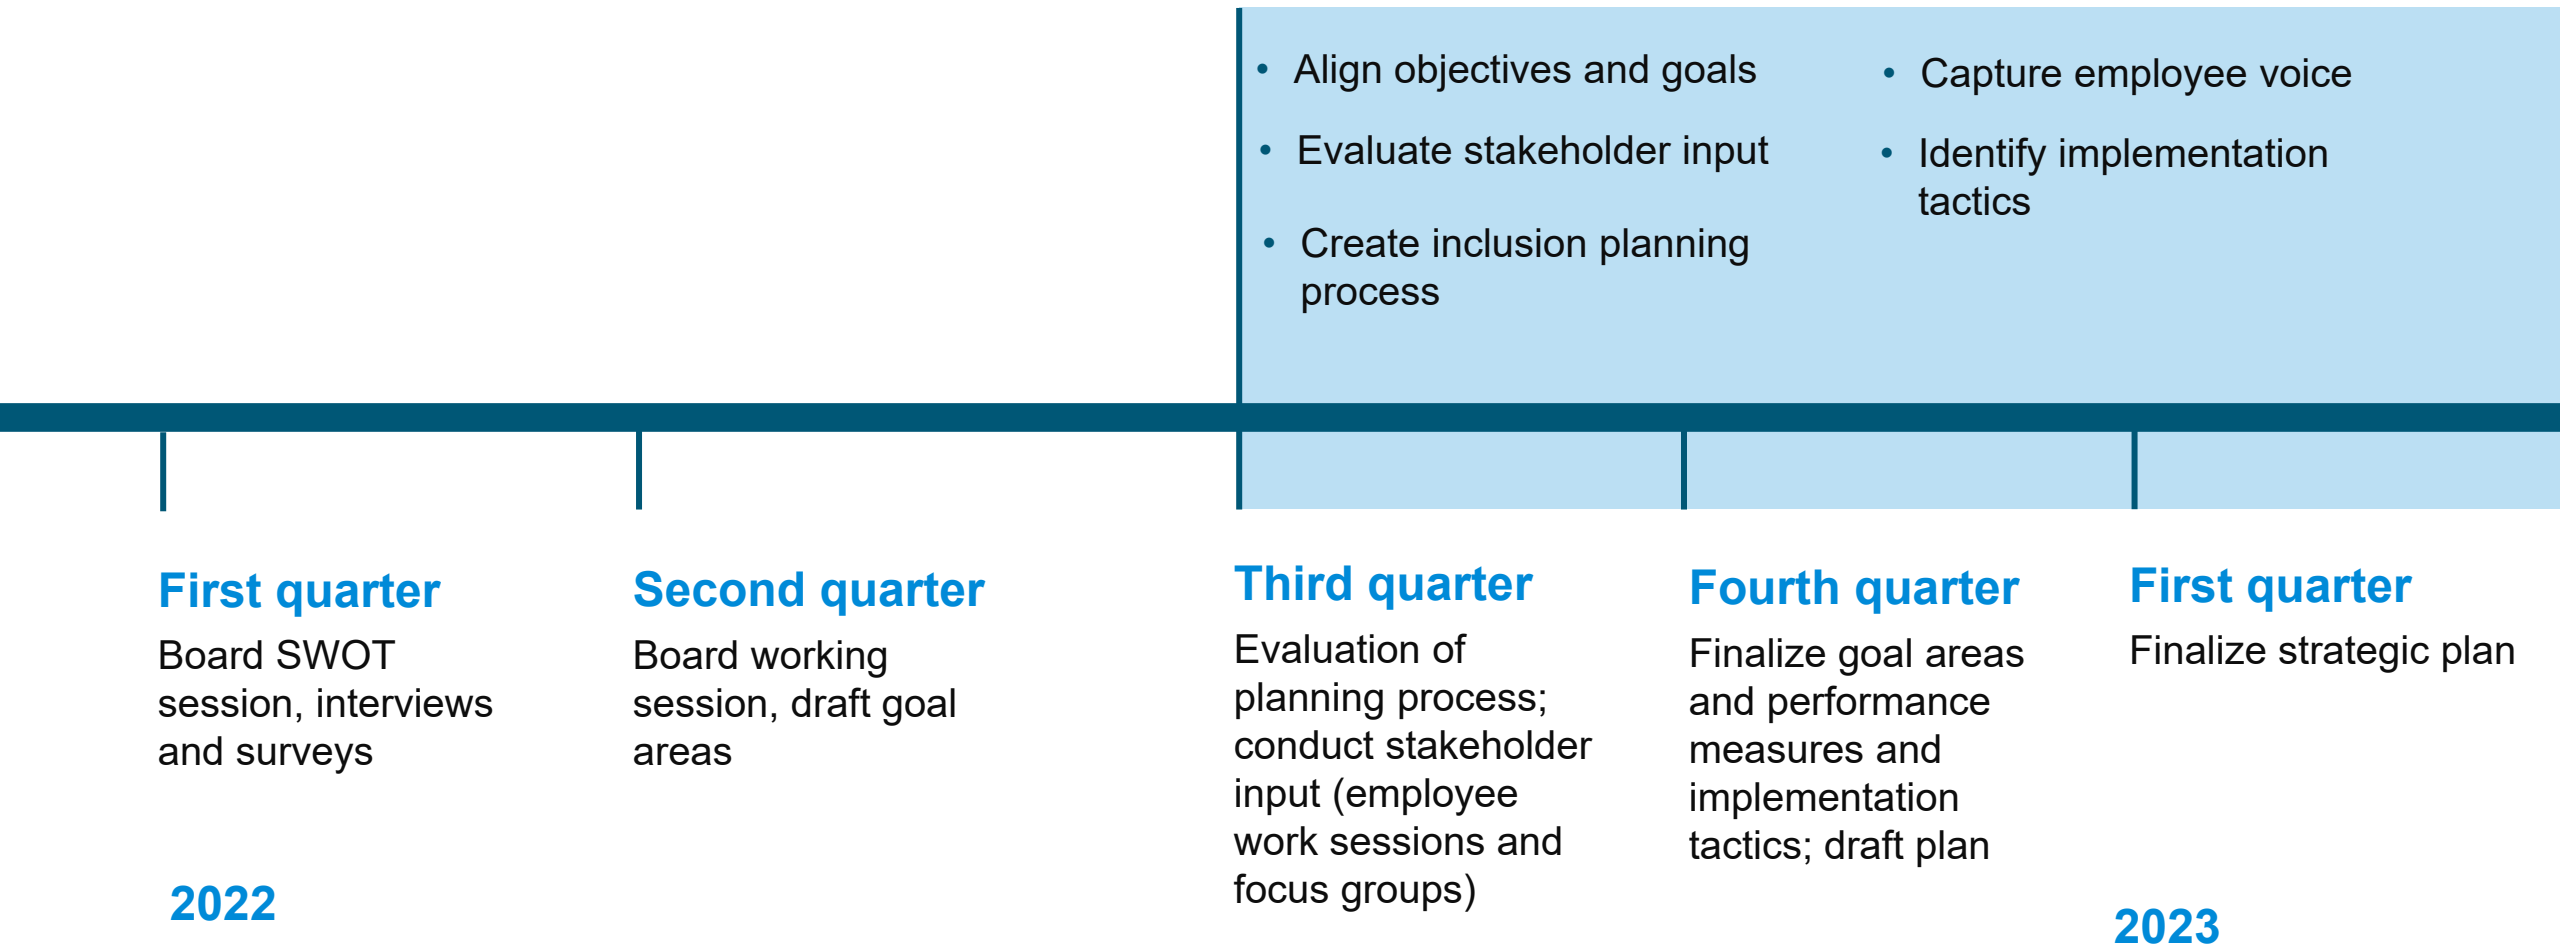 • Align objectives and goals
• Evaluate stakeholder input
• Create inclusion planning
process
• Capture employee voice
• Identify implementation
tactics
First quarter
Board SWOT
session, interviews
and surveys
2022
Second quarter
Board working
session, draft goal
areas
Third quarter
Evaluation of
planning process;
conduct stakeholder
input (employee
work sessions and
focus groups)
Fourth quarter
Finalize goal areas
and performance
measures and
implementation
tactics; draft plan
First quarter
Finalize strategic plan
2023